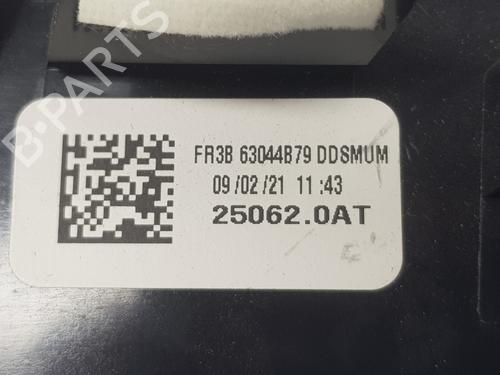 B-PARTS
FR3B 63044B79 DDSMUM
09/02/21 11:43
25062.0AT